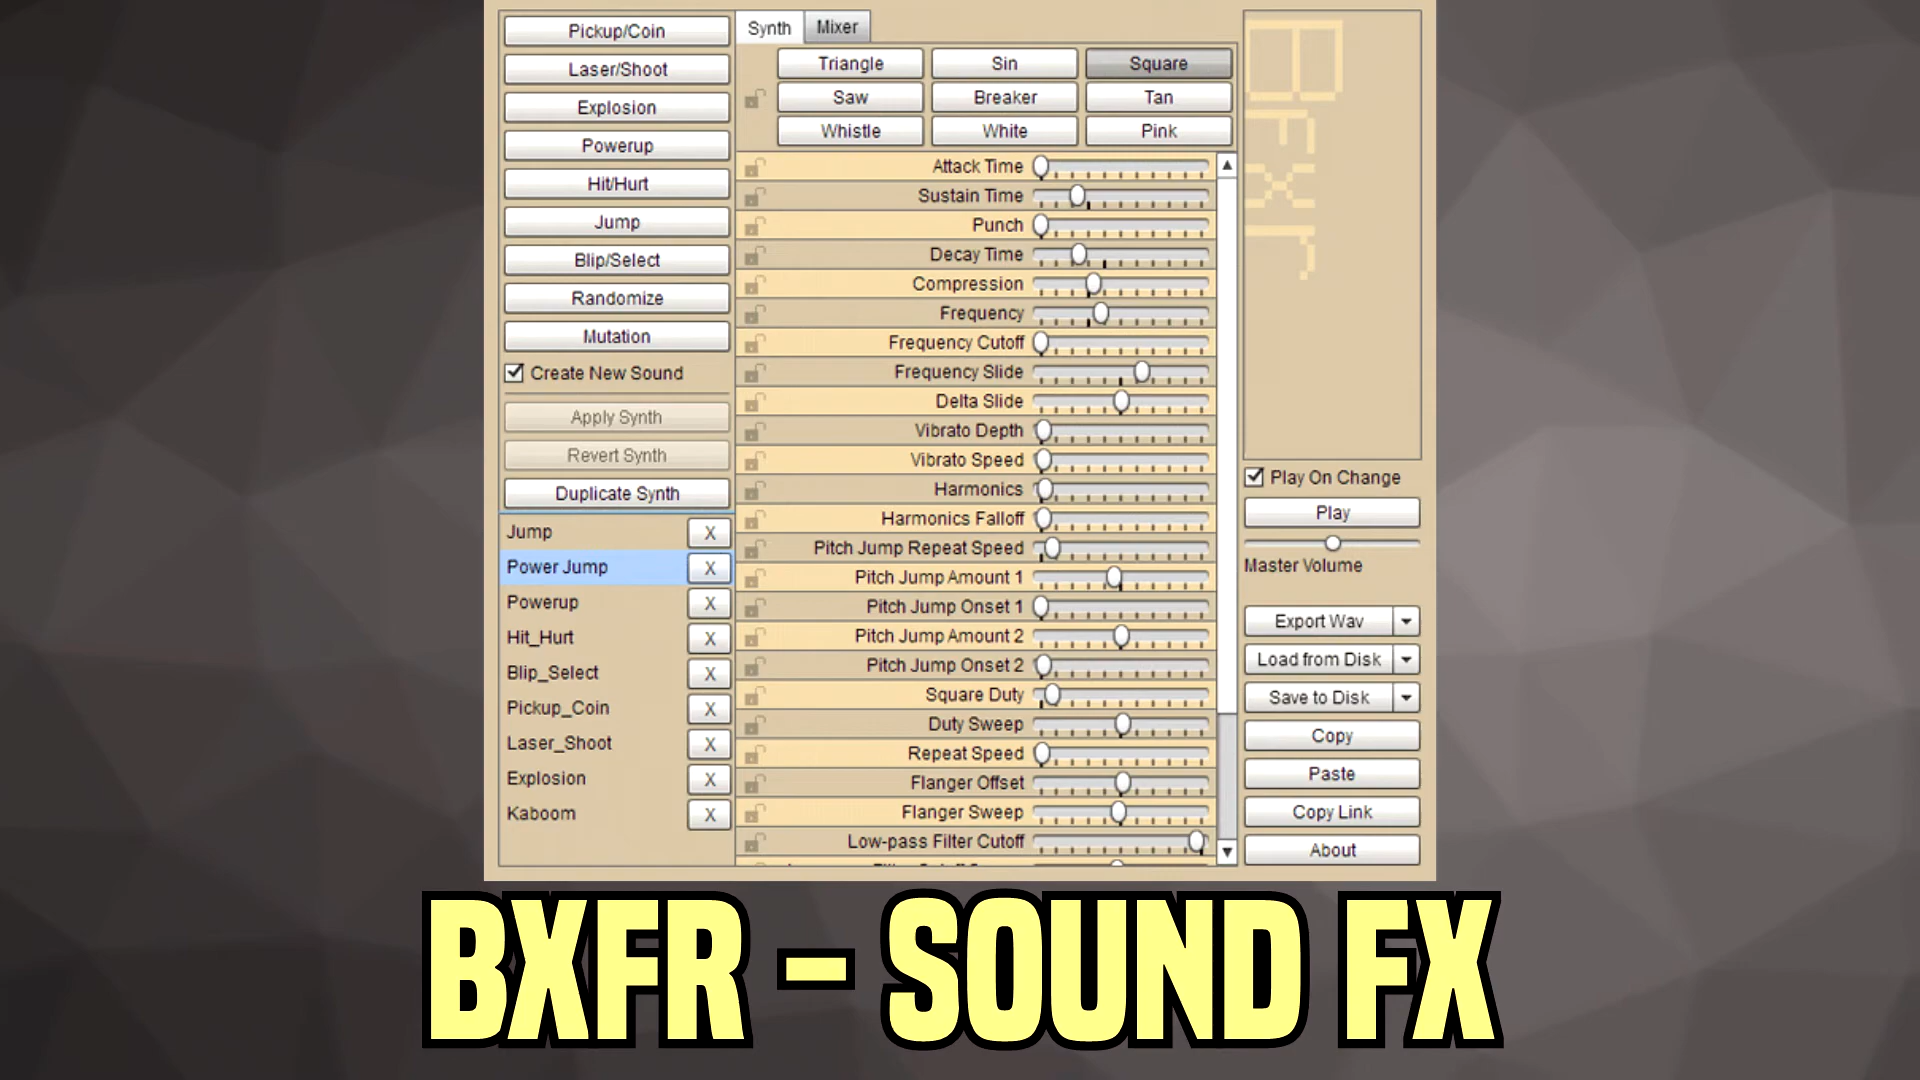 Pickup/Coin
Laser/Shoot
Explosion
Powerup
Hit/Hurt
Jump
Blip/Select
Randomize
Mutation
Create New Sound
Apply Synth
Revert Synth
Duplicate Synth
Jump X
Power Jump X
Powerup X
Hit_Hurt X
Blip_Select X
Pickup_Coin X
Laser_Shoot X
Explosion X
Kaboom X
Synth Mixer
Triangle Sin Square
Saw Breaker Tan
Whistle White Pink
Attack Time
Sustain Time
Punch
Decay Time
Compression
Frequency
Frequency Cutoff
Frequency Slide
Delta Slide
Vibrato Depth
Vibrato Speed
Harmonics
Harmonics Falloff
Pitch Jump Repeat Speed
Pitch Jump Amount 1
Pitch Jump Onset 1
Pitch Jump Amount 2
Pitch Jump Onset 2
Square Duty
Duty Sweep
Repeat Speed
Flanger Offset
Flanger Sweep
Low-pass Filter Cutoff
Bfxr
Play On Change
Play
Master Volume
Export Wav
Load from Disk
Save to Disk
Copy
Paste
Copy Link
About
BXFR - SOUND FX